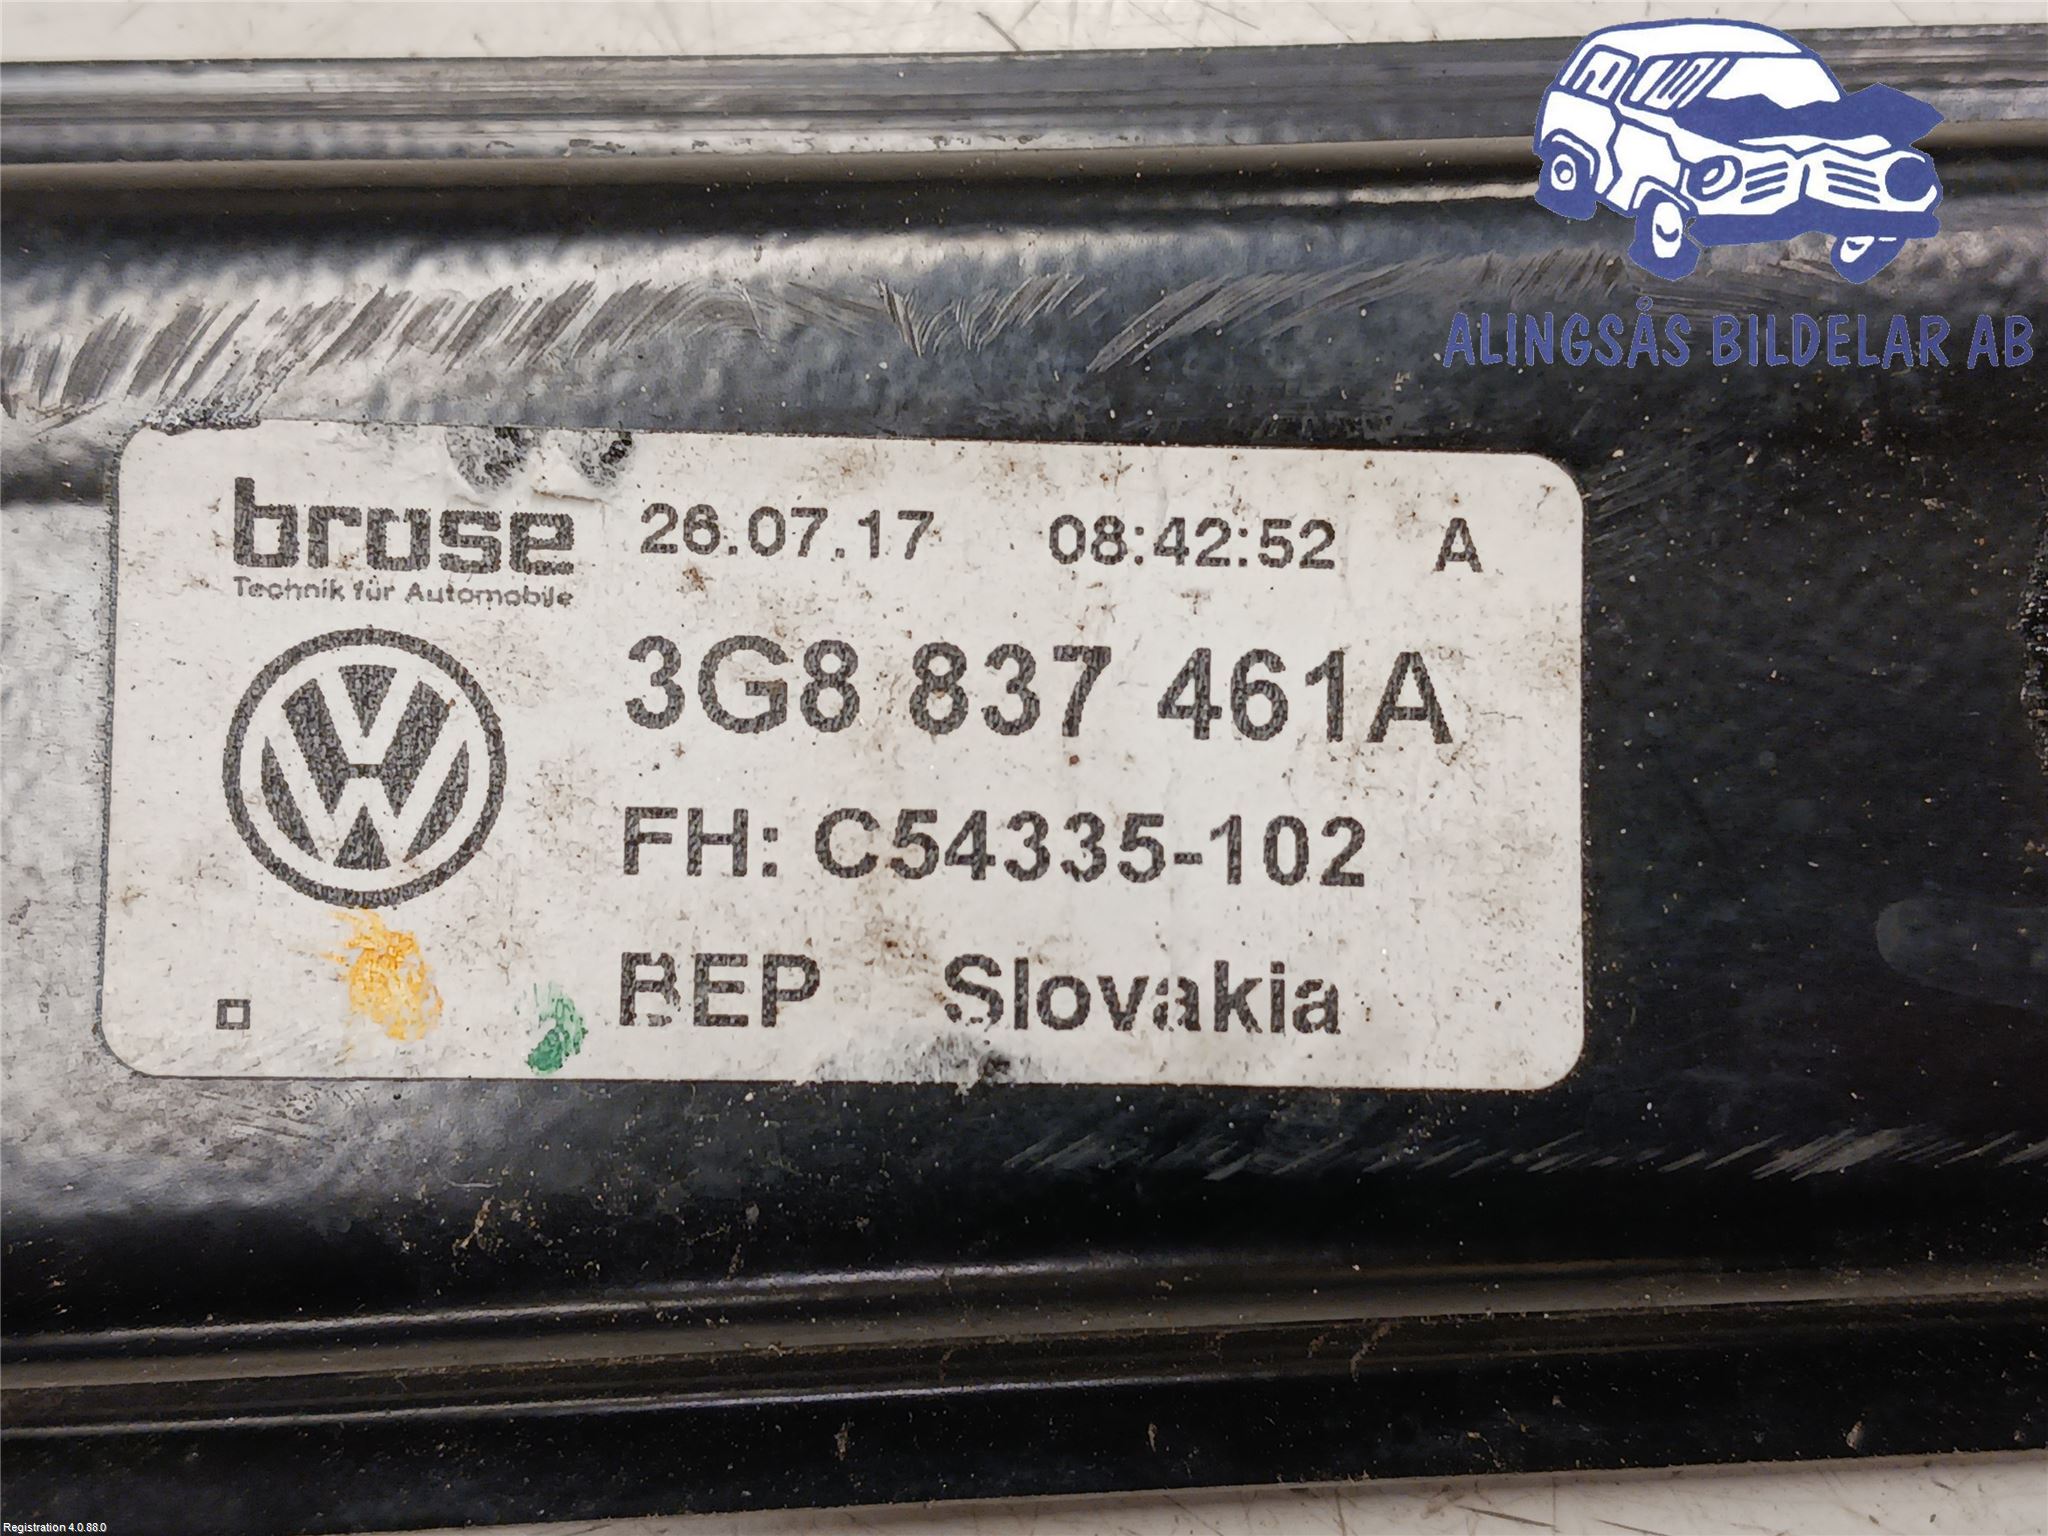 ALINGSÅS BILDELAR AB
brose 26.07.17 08:42:52 A
Technik für Automobile
3G8 837 461A
FH: C54335-102
BEP Slovakia
Registration 4.0.88.0